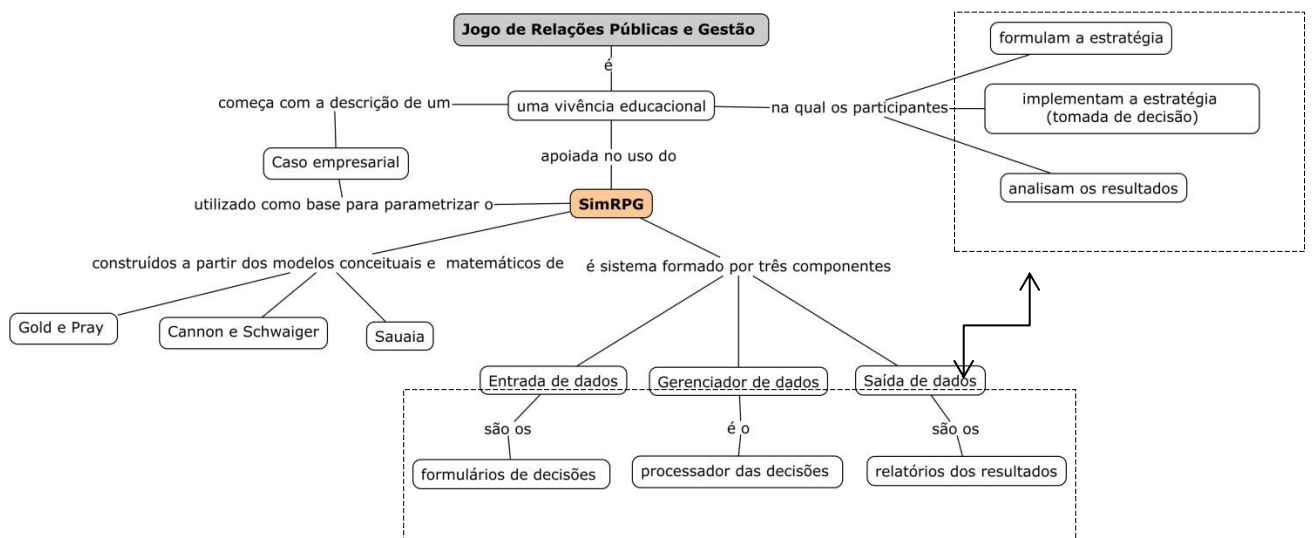 Jogo de Relações Públicas e Gestão
formulam a estratégia
é
começa com a descrição de um
uma vivência educacional
na qual os participantes
implementam a estratégia
(tomada de decisão)
Caso empresarial
apoiada no uso do
analisam os resultados
utilizado como base para parametrizar o
SimRPG
construídos a partir dos modelos conceituais e matemáticos de
é sistema formado por três componentes
Gold e Pray
Cannon e Schwaiger
Sauaia
Entrada de dados
Gerenciador de dados
Saída de dados
são os
é o
são os
formulários de decisões
processador das decisões
relatórios dos resultados